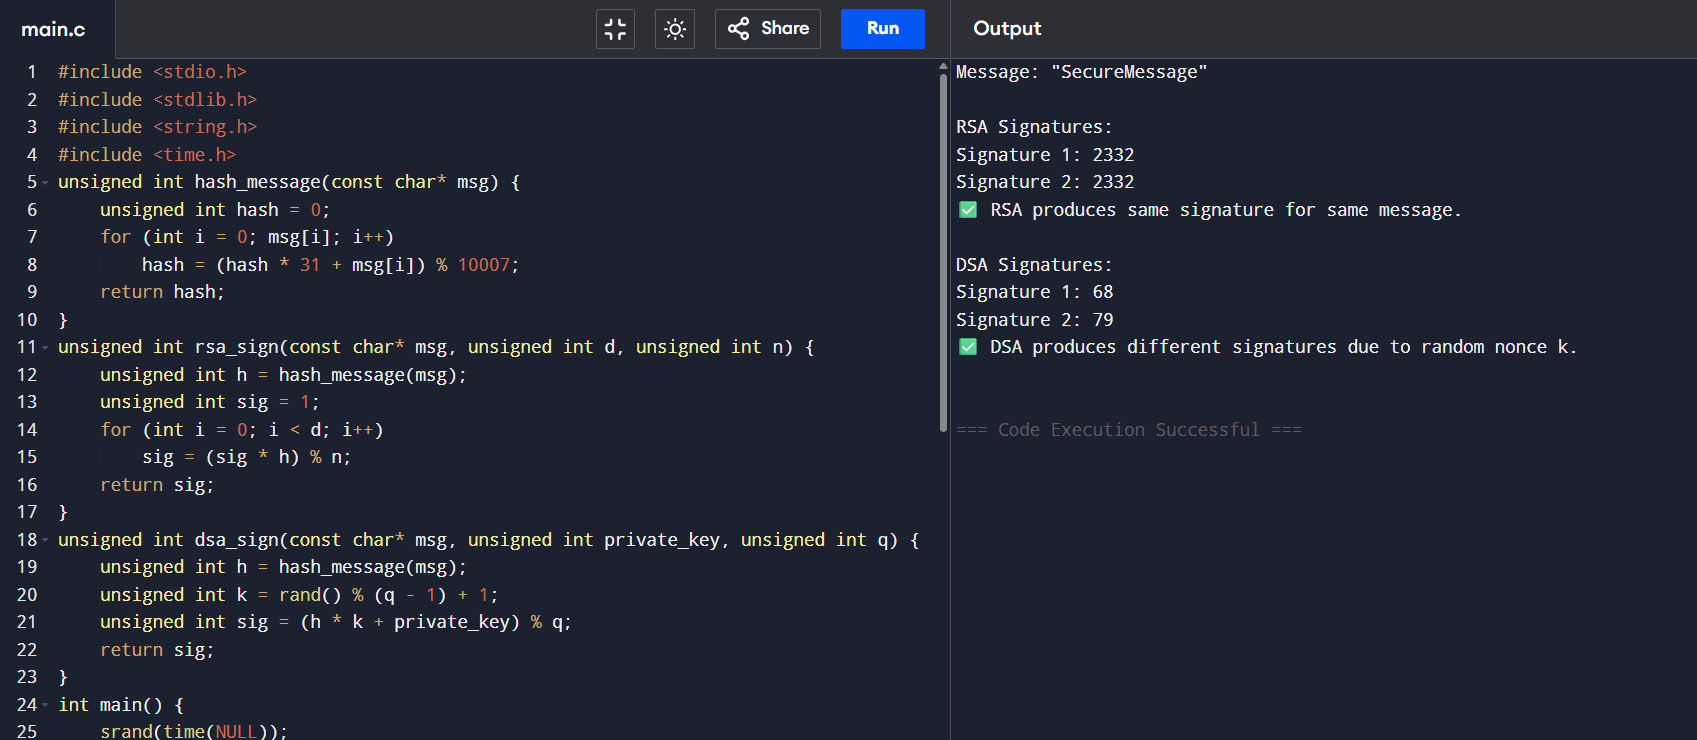 main.c
Share
Run
Output
1 #include <stdio.h>
2 #include <stdlib.h>
3 #include <string.h>
4 #include <time.h>
5 unsigned int hash_message(const char* msg) {
6     unsigned int hash = 0;
7     for (int i = 0; msg[i]; i++)
8         hash = (hash * 31 + msg[i]) % 10007;
9     return hash;
10 }
11 unsigned int rsa_sign(const char* msg, unsigned int d, unsigned int n) {
12     unsigned int h = hash_message(msg);
13     unsigned int sig = 1;
14     for (int i = 0; i < d; i++)
15         sig = (sig * h) % n;
16     return sig;
17 }
18 unsigned int dsa_sign(const char* msg, unsigned int private_key, unsigned int q) {
19     unsigned int h = hash_message(msg);
20     unsigned int k = rand() % (q - 1) + 1;
21     unsigned int sig = (h * k + private_key) % q;
22     return sig;
23 }
24 int main() {
25     srand(time(NULL));
Message: "SecureMessage"
RSA Signatures:
Signature 1: 2332
Signature 2: 2332
✅ RSA produces same signature for same message.
DSA Signatures:
Signature 1: 68
Signature 2: 79
✅ DSA produces different signatures due to random nonce k.
=== Code Execution Successful ===